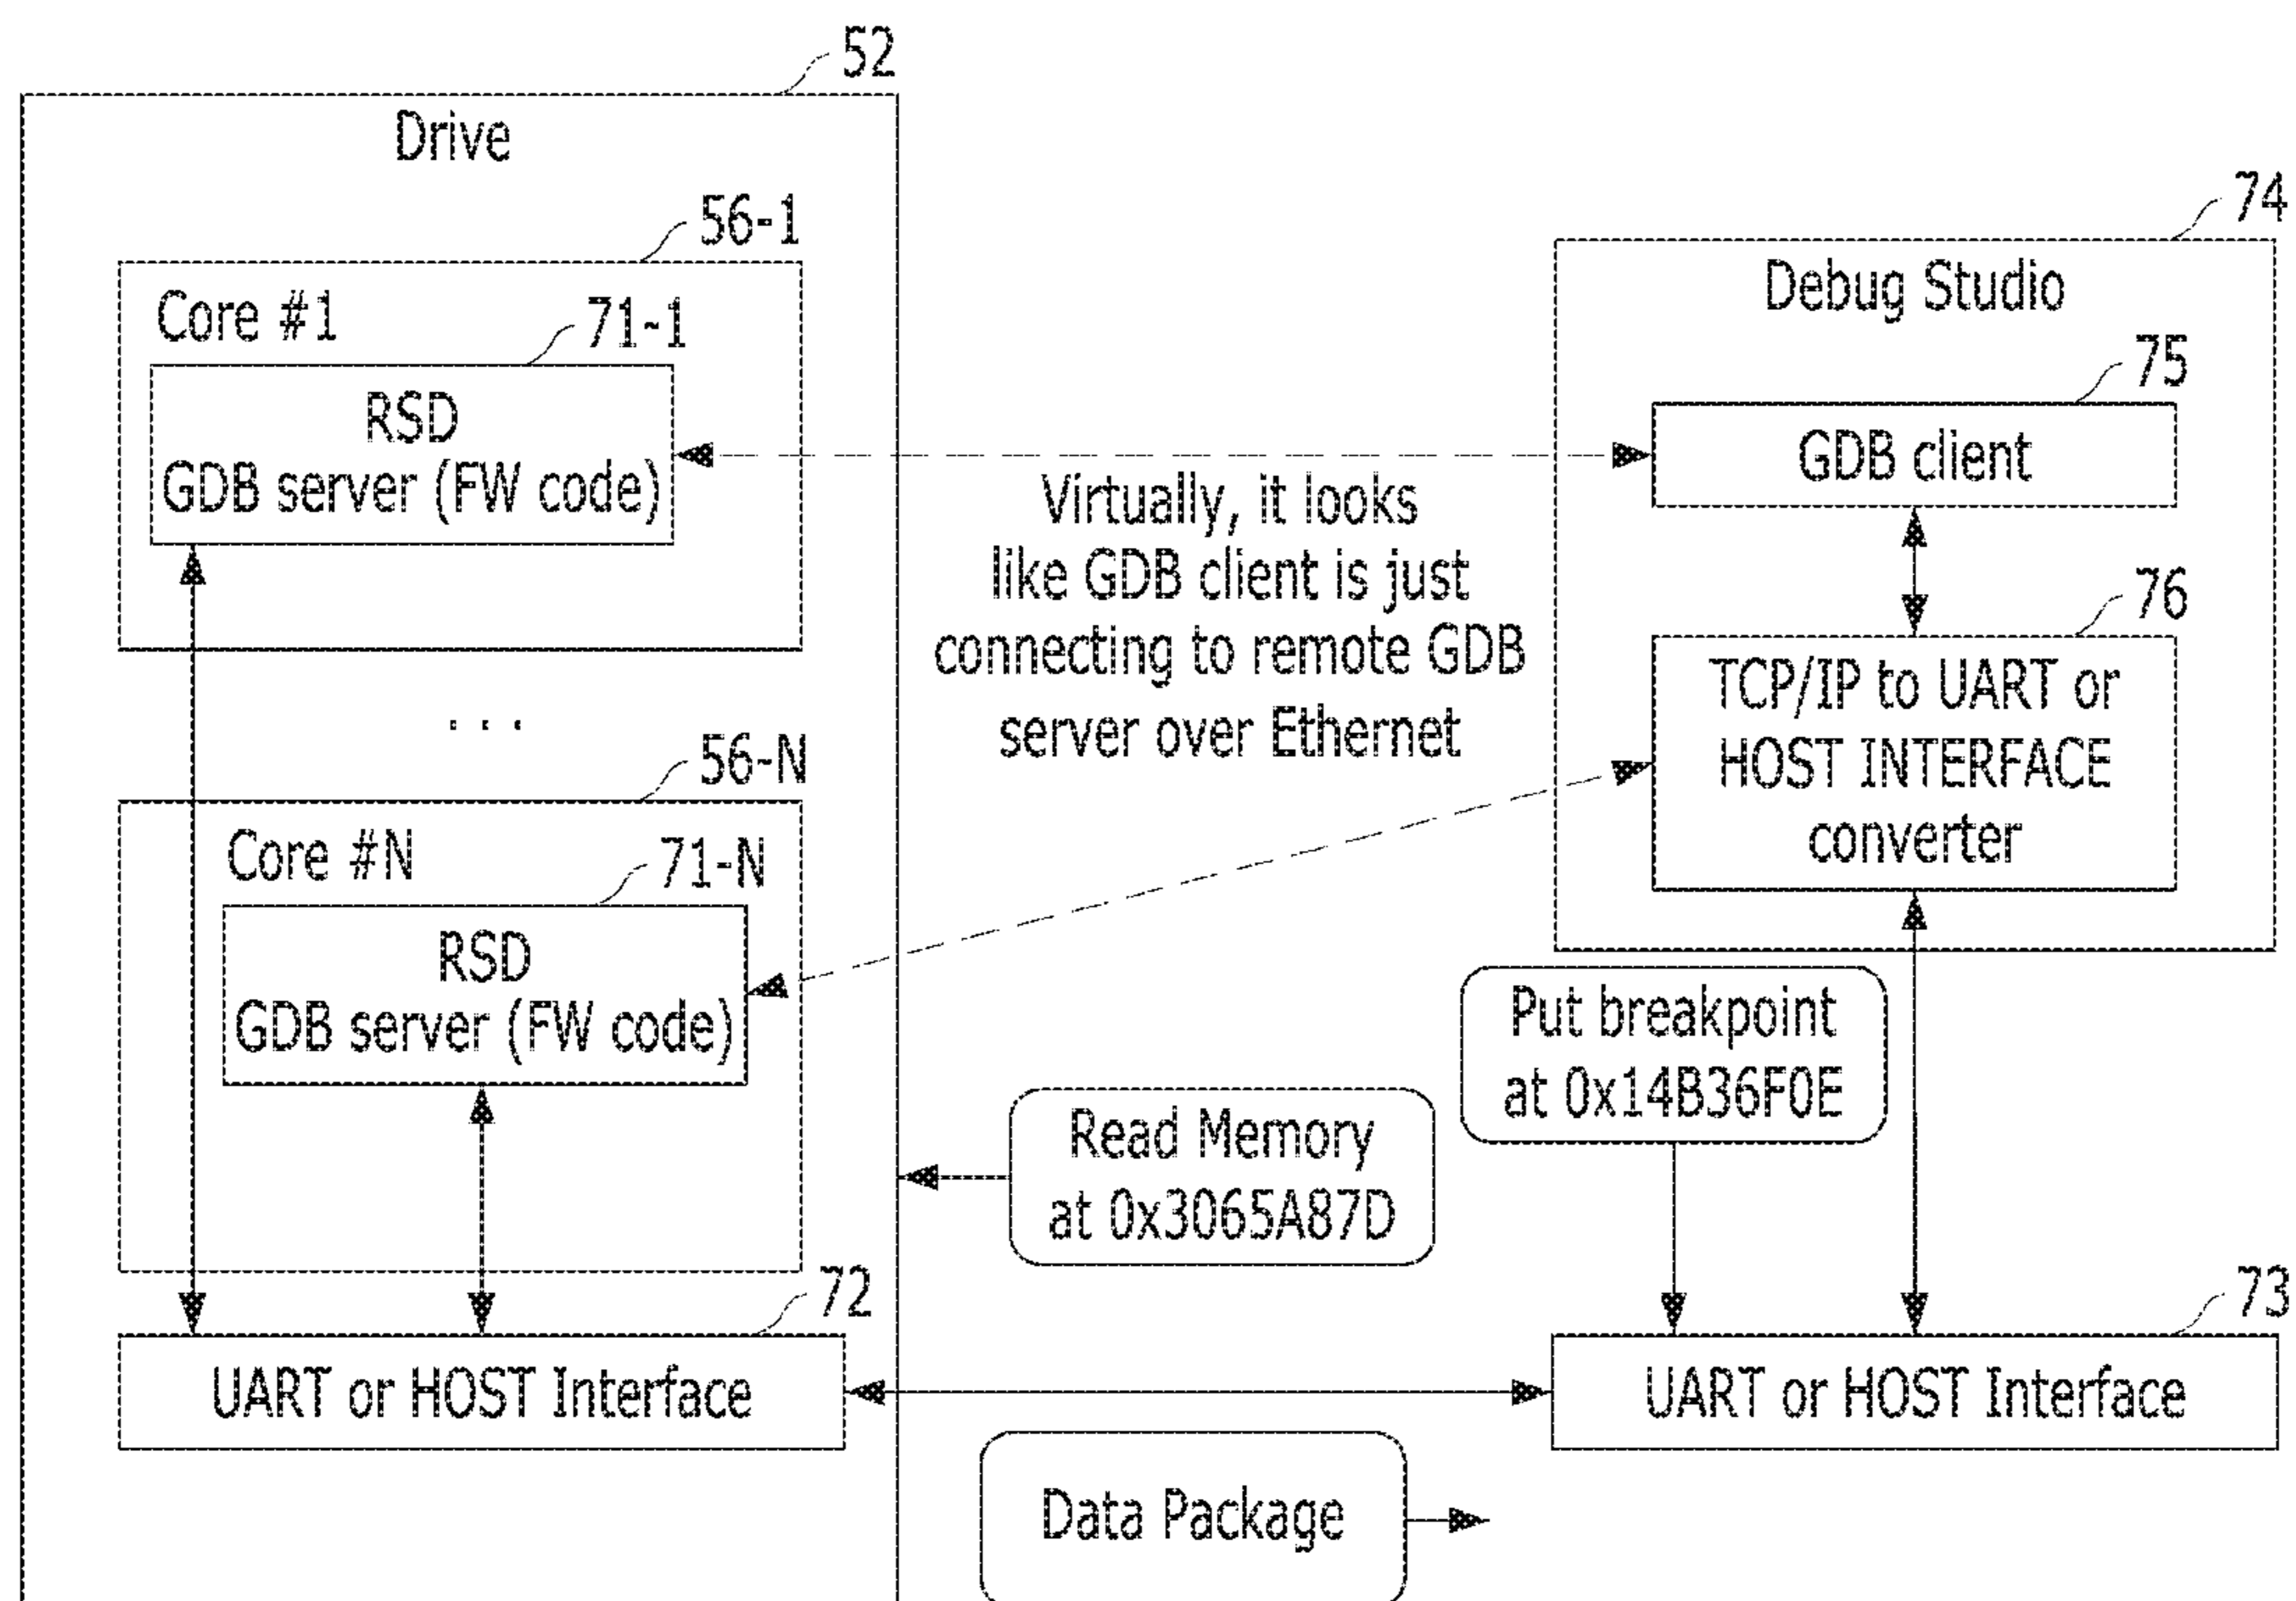 52
Drive
56-1
Core #1
71-1
RSD
GDB server (FW code)
. . .
56-N
Core #N
71-N
RSD
GDB server (FW code)
72
UART or HOST Interface
Virtually, it looks
like GDB client is just
connecting to remote GDB
server over Ethernet
Read Memory
at 0x3065A87D
Data Package
74
Debug Studio
75
GDB client
76
TCP/IP to UART or
HOST INTERFACE
converter
Put breakpoint
at 0x14B36F0E
73
UART or HOST Interface